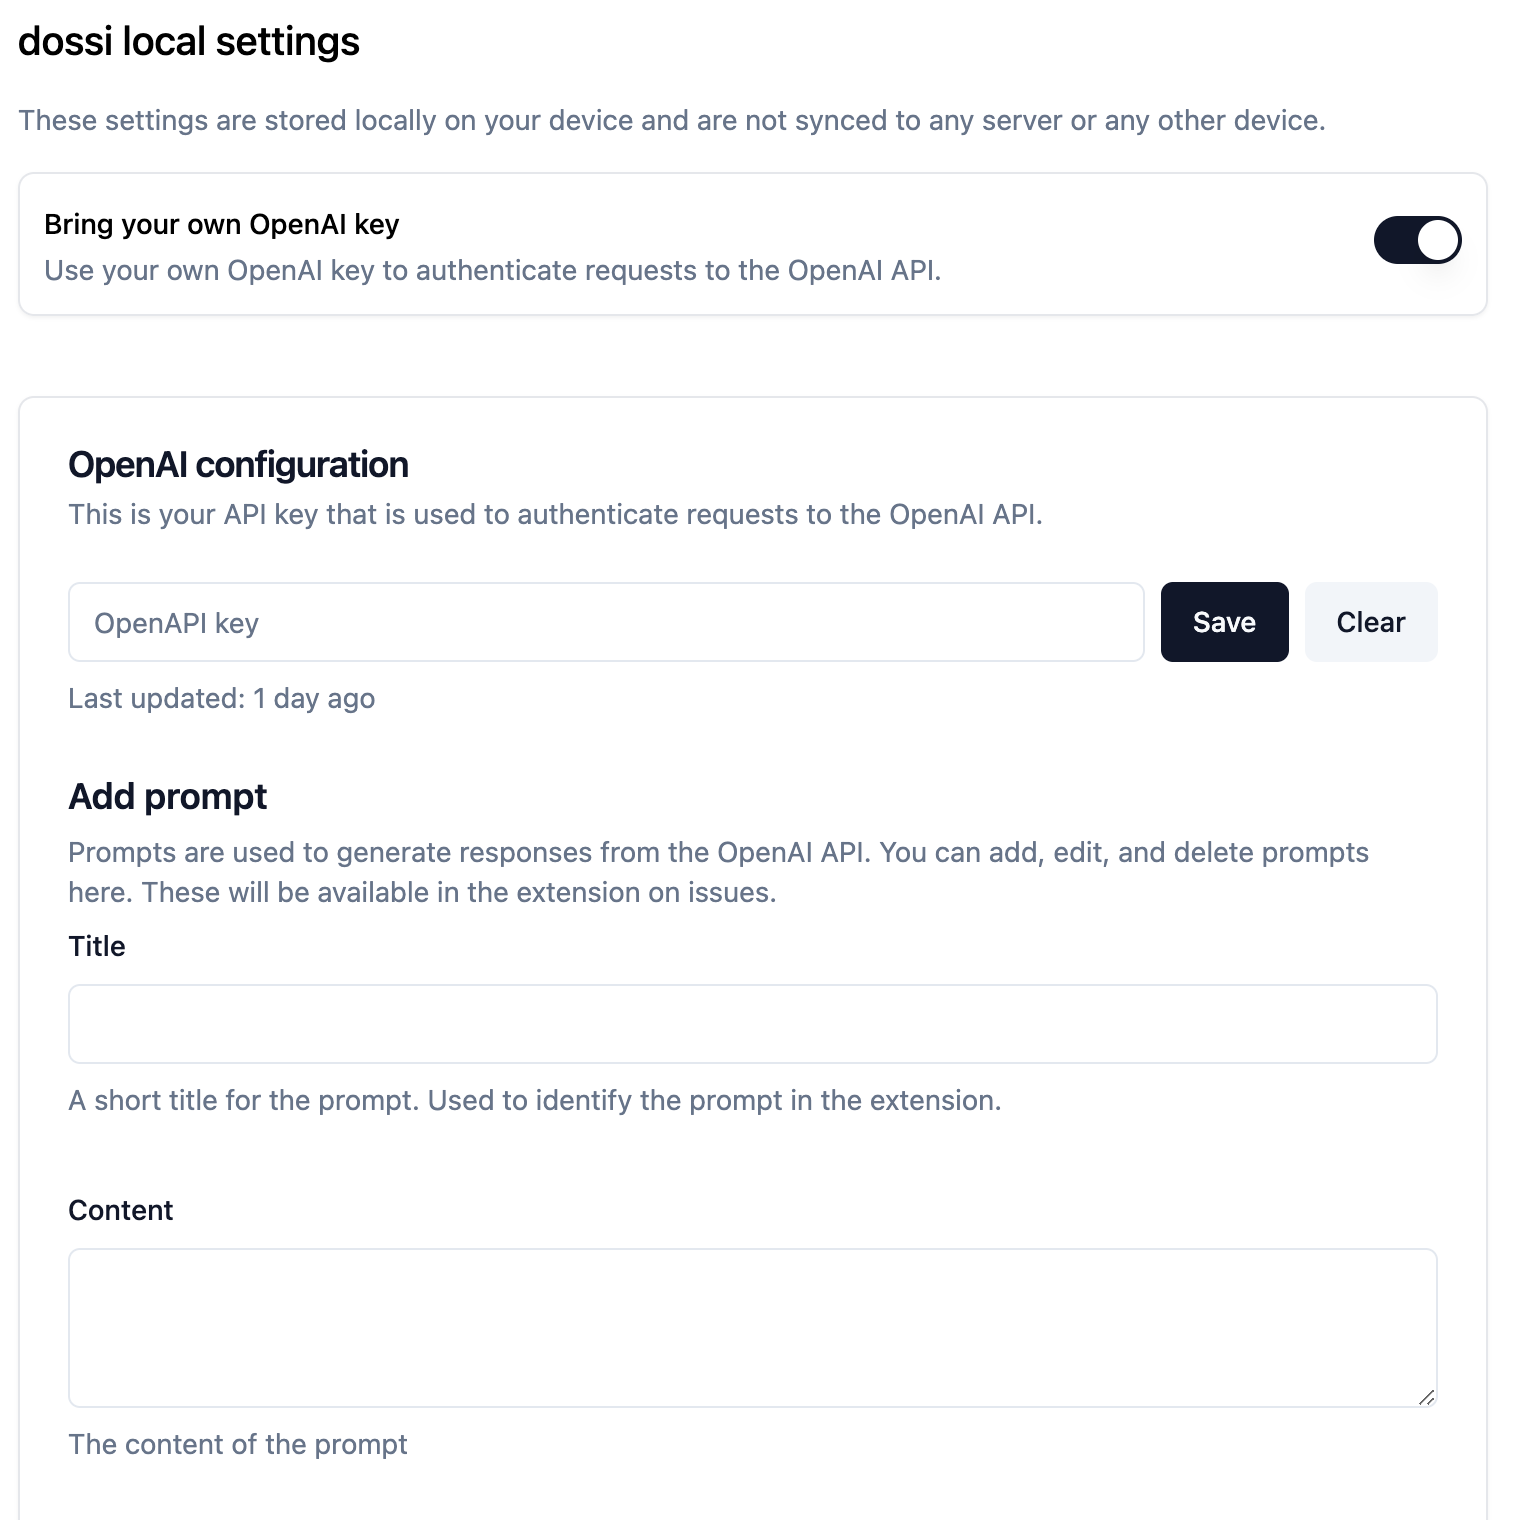 dossi local settings
These settings are stored locally on your device and are not synced to any server or any other device.
Bring your own OpenAI key
Use your own OpenAI key to authenticate requests to the OpenAI API.
OpenAI configuration
This is your API key that is used to authenticate requests to the OpenAI API.
OpenAPI key
Save
Clear
Last updated: 1 day ago
Add prompt
Prompts are used to generate responses from the OpenAI API. You can add, edit, and delete prompts
here. These will be available in the extension on issues.
Title
A short title for the prompt. Used to identify the prompt in the extension.
Content
The content of the prompt